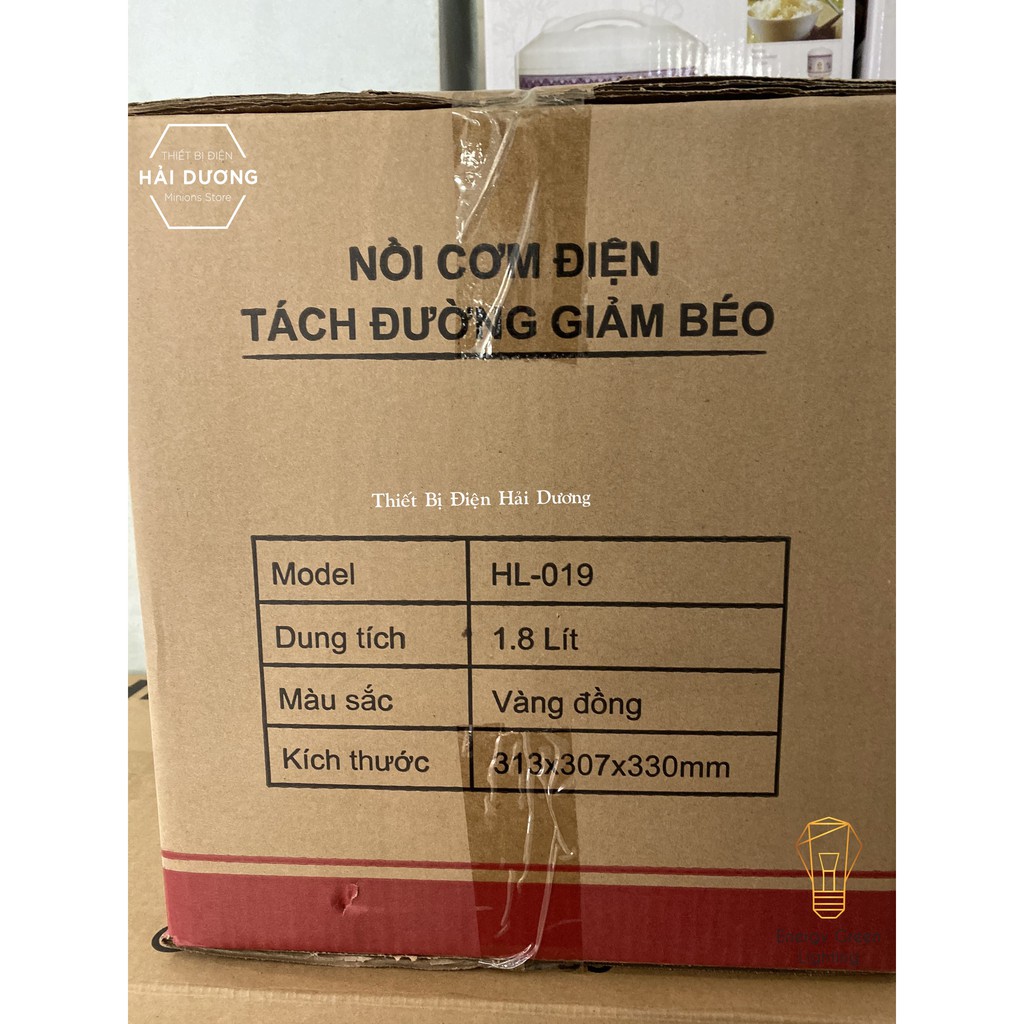 THIẾT BỊ ĐIỆN
HẢI DƯƠNG
Minions Store
NỒI CƠM ĐIỆN
TÁCH ĐƯỜNG GIẢM BÉO
Thiết Bị Điện Hải Dương
Model HL-019
Dung tích 1.8 Lít
Màu sắc Vàng đồng
Kích thước 313x307x330mm
Lighting